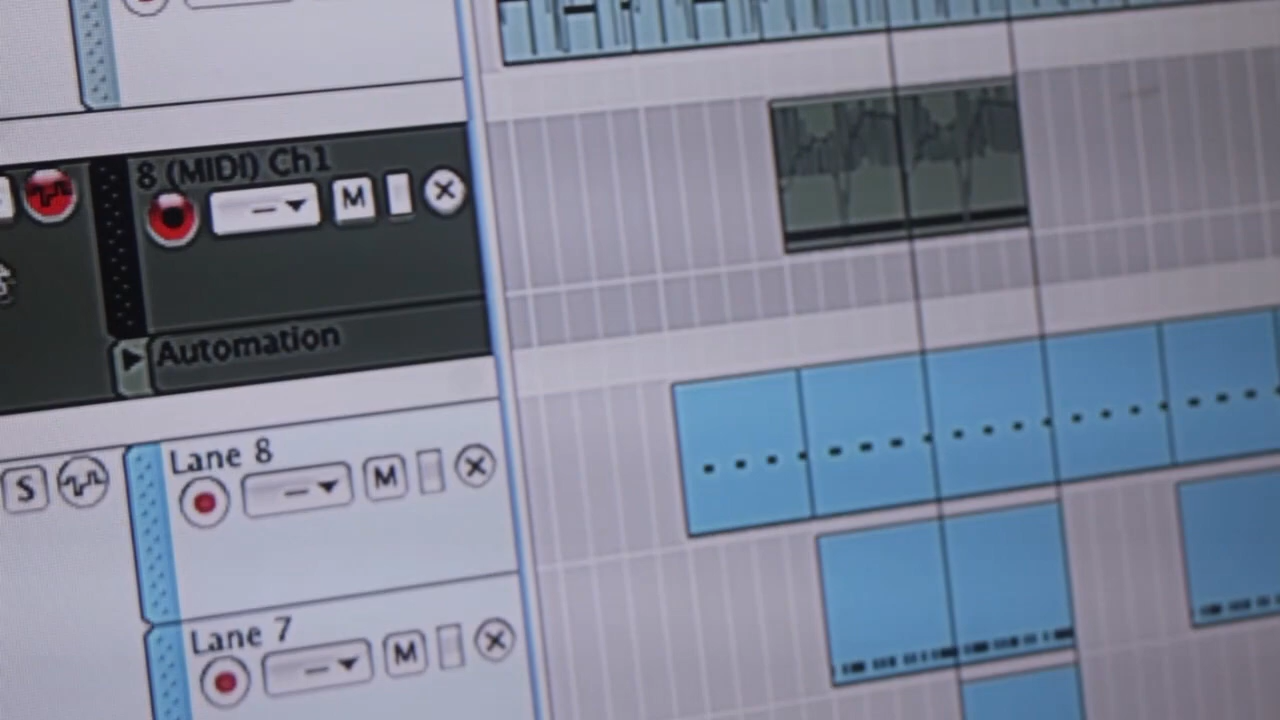 8 (MIDI) Ch1
M
Automation
Lane 8
S
M
Lane 7
M